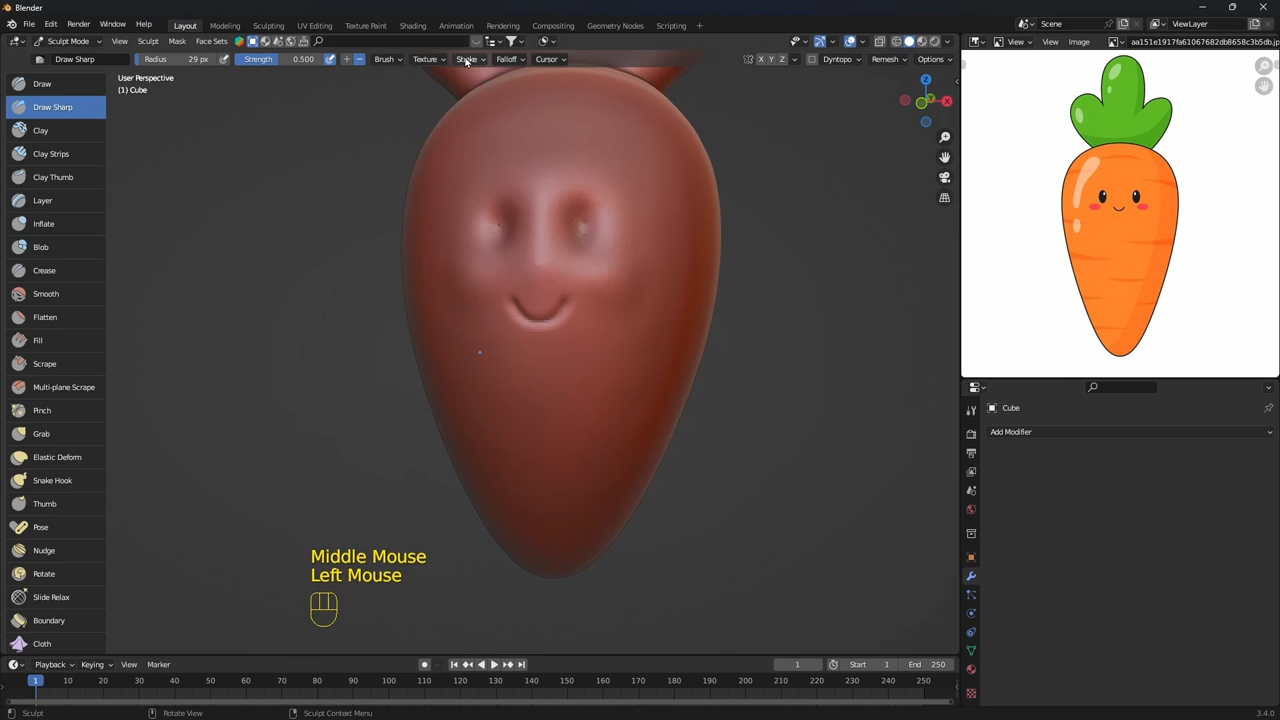 Blender
File Edit Render Window Help Layout Modeling Sculpting UV Editing Texture Paint Shading Animation Rendering Compositing Geometry Nodes Scripting + Scene ViewLayer
Sculpt Mode View Sculpt Mask Face Sets View View Image aa151e1917fa61067682db8658c3b5db.jp
Draw Sharp Radius 29 px Strength 0.500 Brush Texture Stroke Falloff Cursor X Y Z Dyntopo Remesh Options
User Perspective
(1) Cube
Draw
Draw Sharp
Clay
Clay Strips
Clay Thumb
Layer
Inflate
Blob
Crease
Smooth
Flatten
Fill
Scrape
Multi-plane Scrape
Pinch
Grab
Elastic Deform
Snake Hook
Thumb
Pose
Nudge
Rotate
Slide Relax
Boundary
Cloth
Z
X
Y
Cube
Add Modifier
Middle Mouse
Left Mouse
Playback Keying View Marker 1 Start 1 End 250
1 10 20 30 40 50 60 70 80 90 100 110 120 130 140 150 160 170 180 190 200 210 220 230 240 250
Sculpt Rotate View Sculpt Context Menu 3.4.0